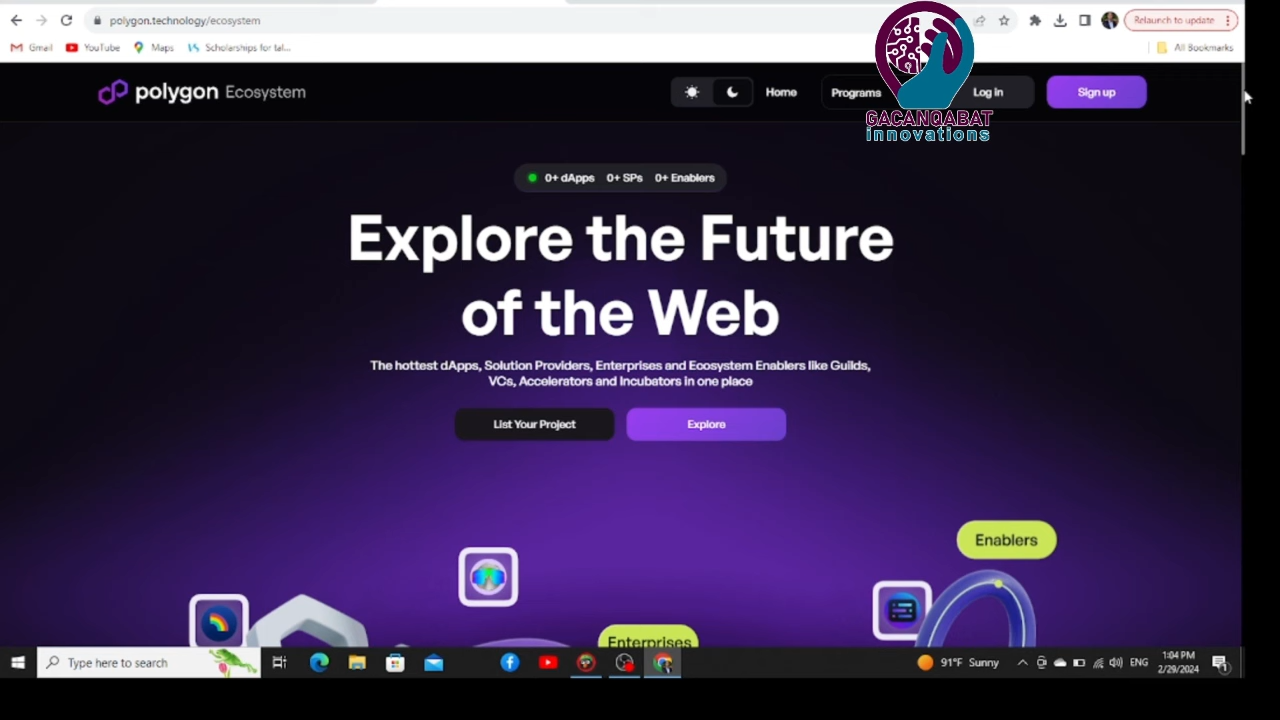 polygon.technology/ecosystem
Relaunch to update
Gmail YouTube Maps Scholarships for tal...
All Bookmarks
polygon Ecosystem
Home Programs Log in Sign up
GACANQABAT
innovations
0+ dApps 0+ SPs 0+ Enablers
Explore the Future
of the Web
The hottest dApps, Solution Providers, Enterprises and Ecosystem Enablers like Guilds,
VCs, Accelerators and Incubators in one place
List Your Project Explore
Enablers
Enterprises
Type here to search
91°F Sunny
ENG
1:04 PM
2/29/2024
1